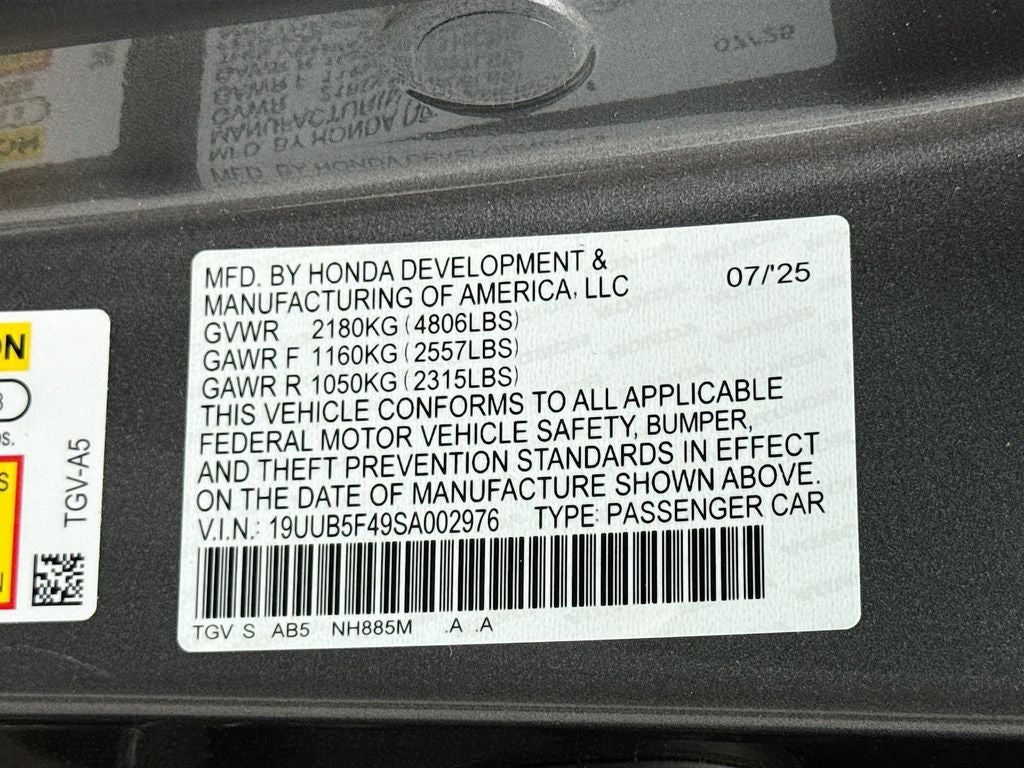 MFD. BY HONDA DEVELOPMENT &
MANUFACTURING OF AMERICA, LLC 07/'25
GVWR 2180KG (4806LBS)
GAWR F 1160KG (2557LBS)
GAWR R 1050KG (2315LBS)
THIS VEHICLE CONFORMS TO ALL APPLICABLE
FEDERAL MOTOR VEHICLE SAFETY, BUMPER,
AND THEFT PREVENTION STANDARDS IN EFFECT
ON THE DATE OF MANUFACTURE SHOWN ABOVE.
V.I.N.: 19UUB5F49SA002976 TYPE: PASSENGER CAR
TGV S AB5 NH885M .A .A
TGV-A5